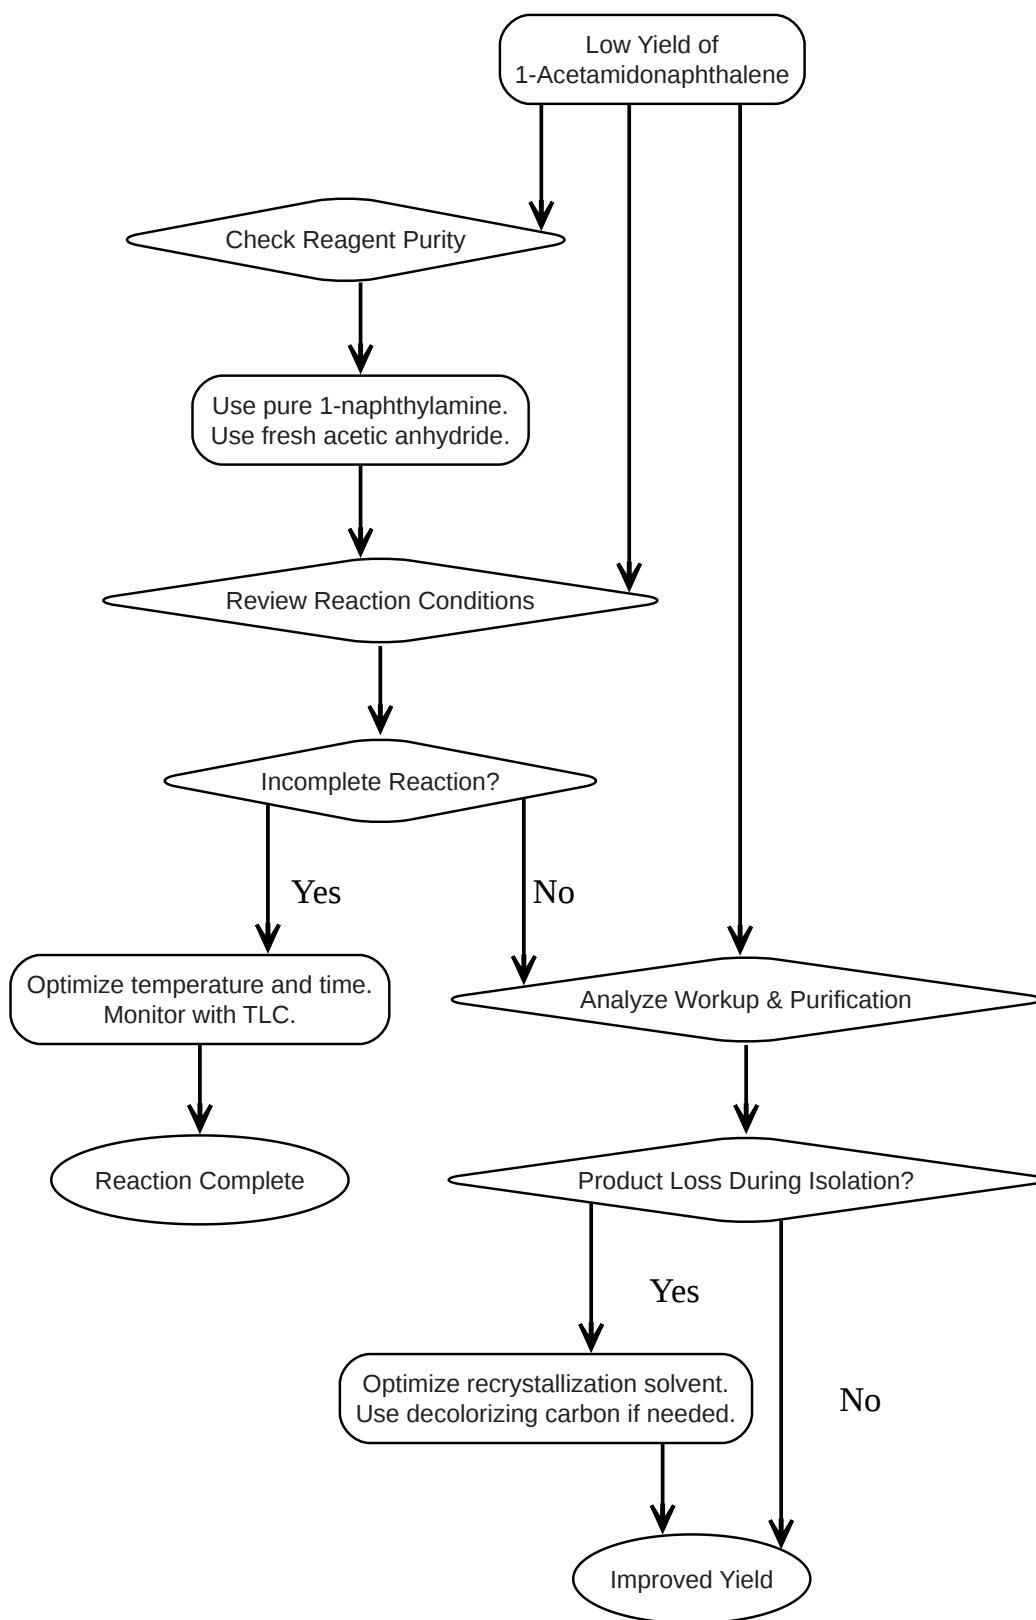 Low Yield of
1-Acetamidonaphthalene
Check Reagent Purity
Use pure 1-naphthylamine.
Use fresh acetic anhydride.
Review Reaction Conditions
Incomplete Reaction?
Yes
No
Optimize temperature and time.
Monitor with TLC.
Analyze Workup & Purification
Reaction Complete
Product Loss During Isolation?
Yes
Optimize recrystallization solvent.
Use decolorizing carbon if needed.
No
Improved Yield